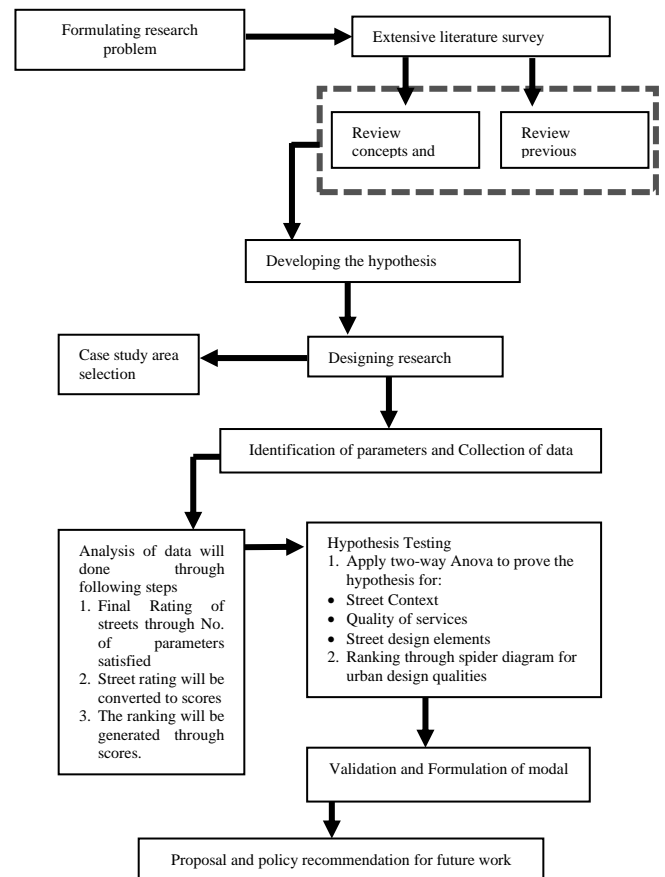 Formulating research
problem
Extensive literature survey
Review
concepts and
Review
previous
Developing the hypothesis
Case study area
selection
Designing research
Identification of parameters and Collection of data
Analysis of data will
done through
following steps
1. Final Rating of
streets through No.
of parameters
satisfied
2. Street rating will be
converted to scores
3. The ranking will be
generated through
scores.
Hypothesis Testing
1. Apply two-way Anova to prove the
hypothesis for:
• Street Context
• Quality of services
• Street design elements
2. Ranking through spider diagram for
urban design qualities
Validation and Formulation of modal
Proposal and policy recommendation for future work